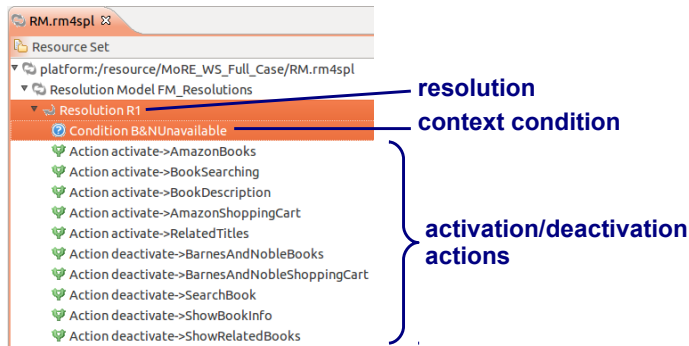 RM.rm4spl
Resource Set
platform:/resource/MoRE_WS_Full_Case/RM.rm4spl
Resolution Model FM_Resolutions
Resolution R1
Condition B&NUnavailable
Action activate->AmazonBooks
Action activate->BookSearching
Action activate->BookDescription
Action activate->AmazonShoppingCart
Action activate->RelatedTitles
Action deactivate->BarnesAndNobleBooks
Action deactivate->BarnesAndNobleShoppingCart
Action deactivate->SearchBook
Action deactivate->ShowBookInfo
Action deactivate->ShowRelatedBooks
resolution
context condition
activation/deactivation
actions